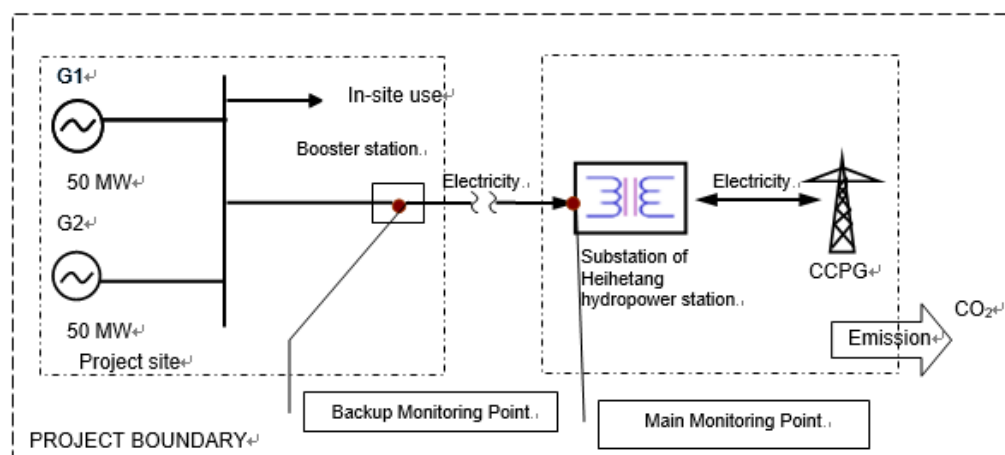 G1
In-site use
Booster station
50 MW
Electricity
Electricity
G2
Substation of
Heihetang
hydropower station
CCPG
50 MW
CO₂
Emission
Project site
Backup Monitoring Point
Main Monitoring Point
PROJECT BOUNDARY